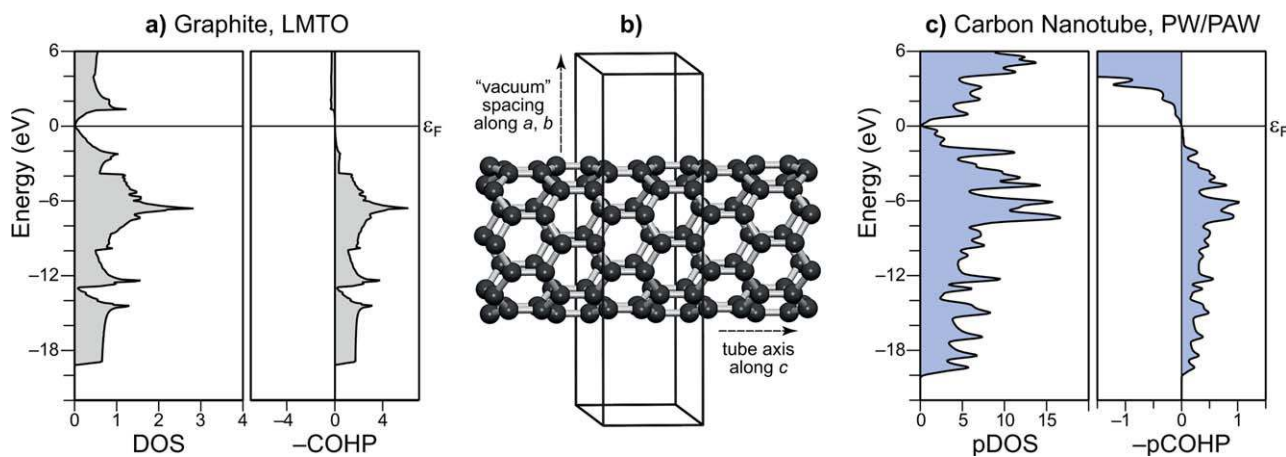 a) Graphite, LMTO
6
0
−6
−12
−18
Energy (eV)
0 1 2 3 4
DOS
−4 0 4
−COHP
εF
b)
“vacuum”
spacing
along a, b
tube axis
along c
c) Carbon Nanotube, PW/PAW
6
0
−6
−12
−18
Energy (eV)
0 5 10 15
pDOS
−1 0 1
−pCOHP
εF